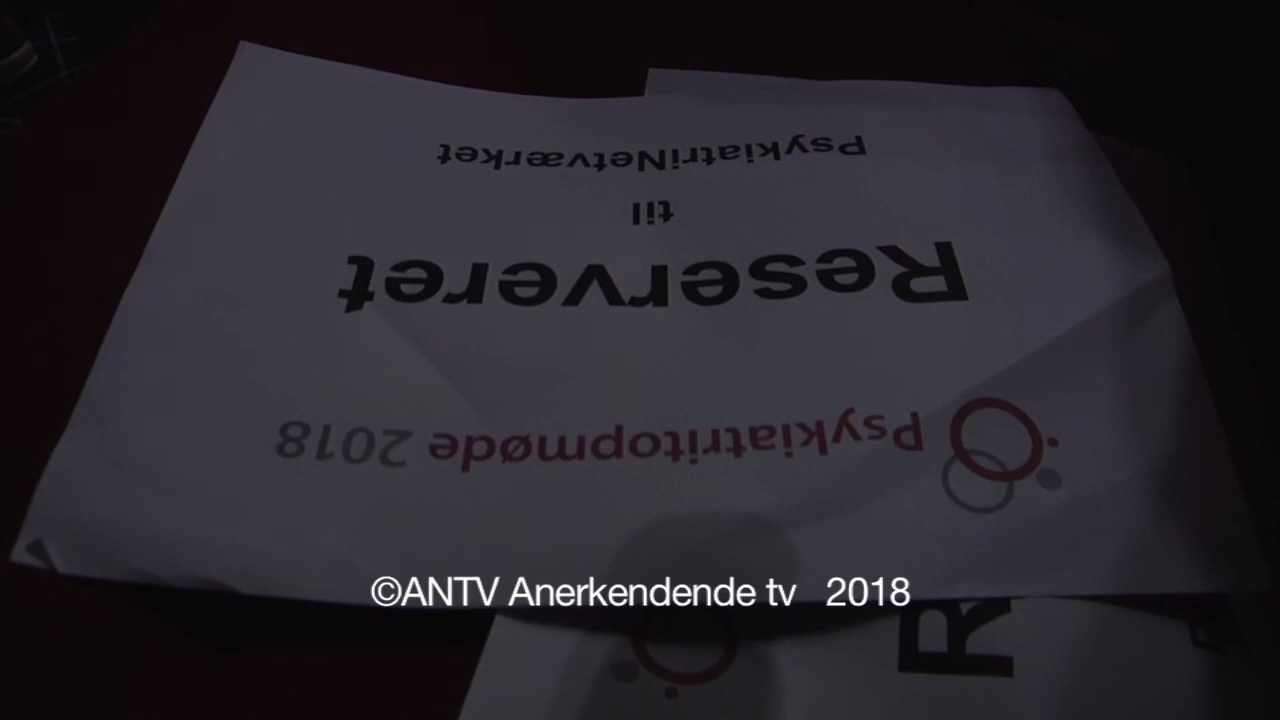 Psykiatritopmøde 2018
Reserveret
til
PsykiatriNetværket
©ANTV Anerkendende tv 2018
R